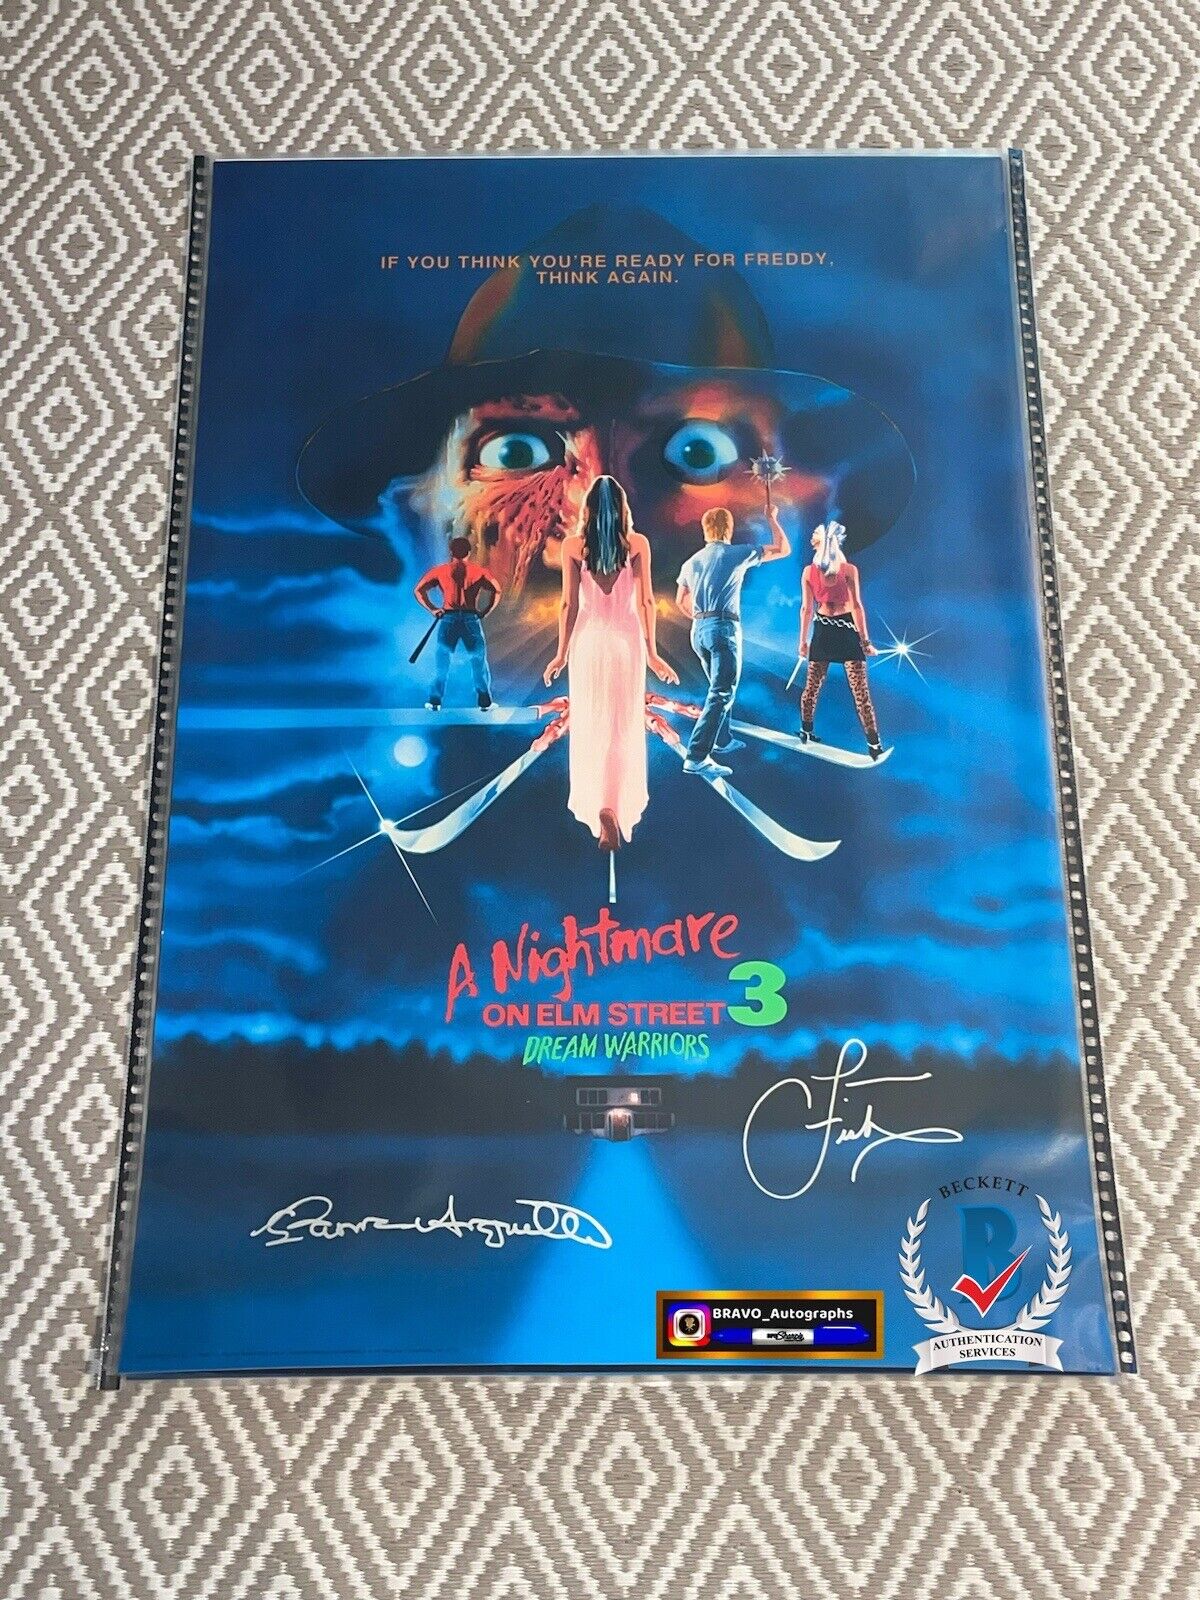 IF YOU THINK YOU'RE READY FOR FREDDY,
THINK AGAIN.
A Nightmare
ON ELM STREET 3
DREAM WARRIORS
BECKETT
B
AUTHENTICATION
SERVICES
BRAVO_Autographs
Sharpie